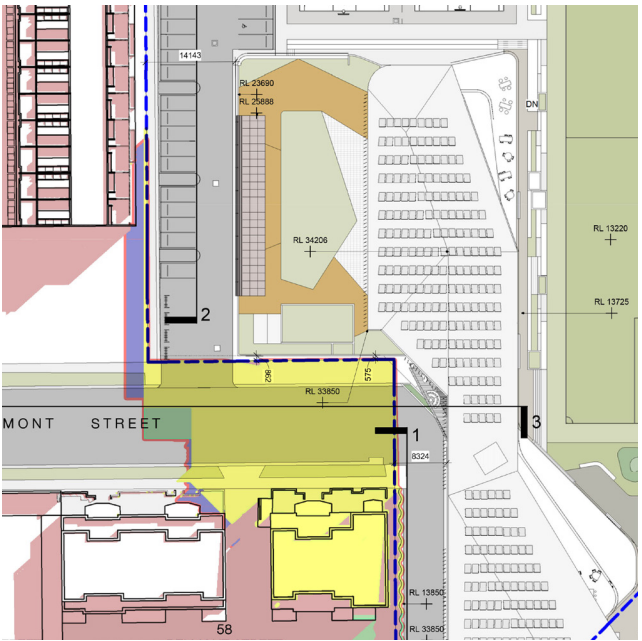 14143
RL 23690
RL 25888
DN
RL 34206
RL 13220
RL 13725
2
862
575
RL 33850
MONT STREET
1
3
8324
RL 13850
58
RL 33850